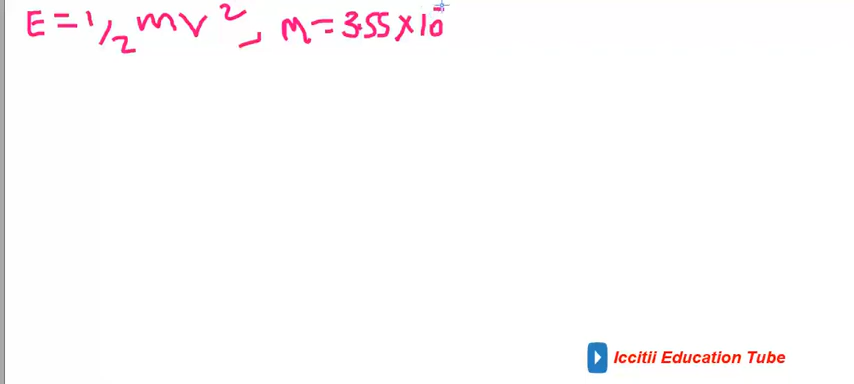 E = 1/2 mv², m = 3.55 × 10⁻
Iccitii Education Tube